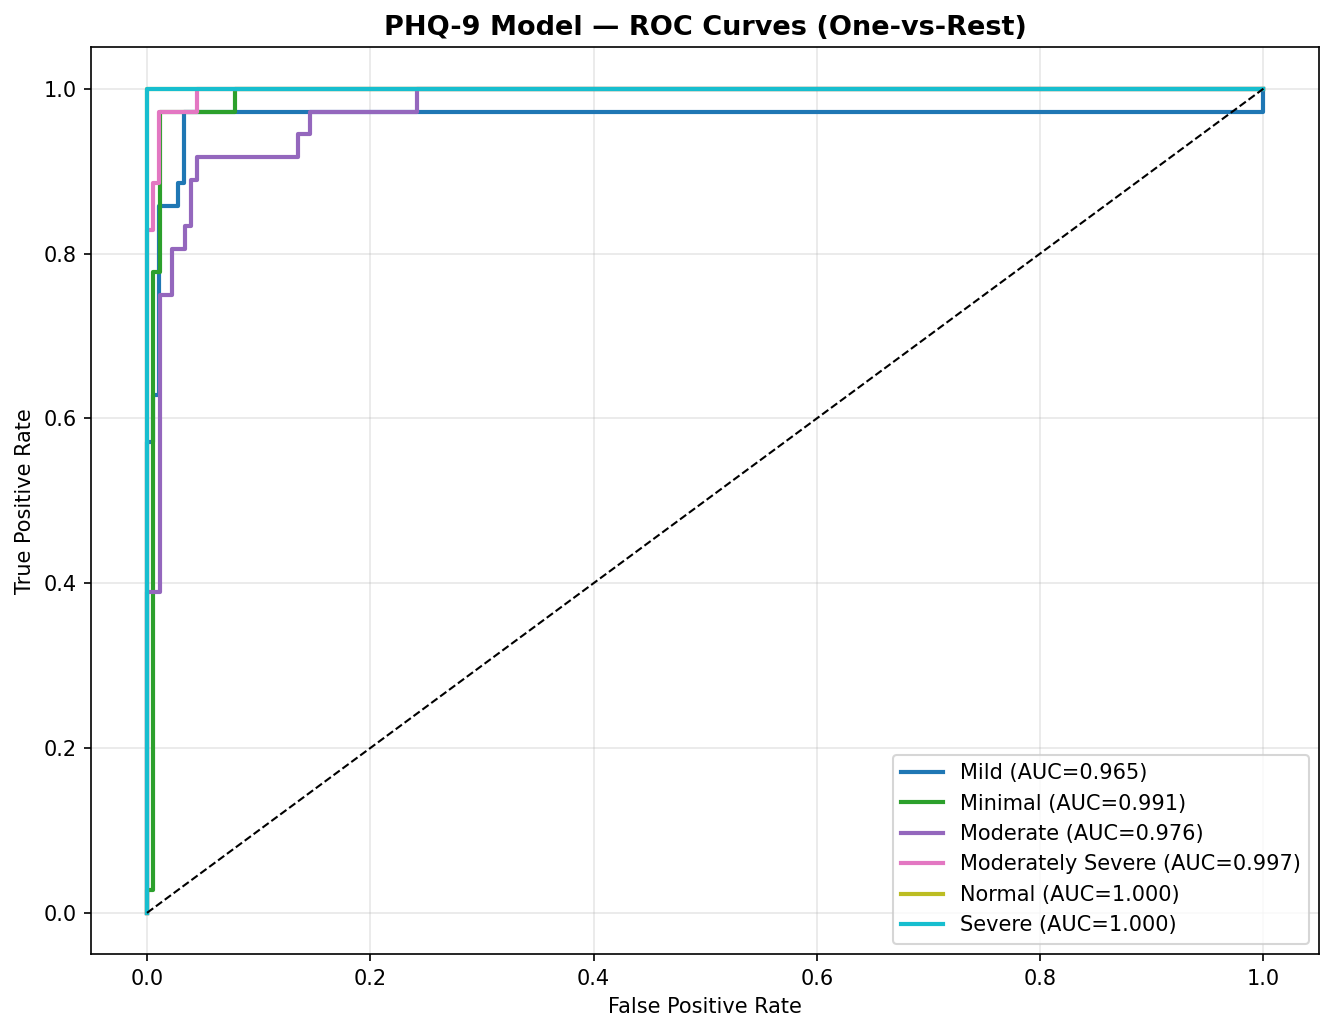 PHQ-9 Model — ROC Curves (One-vs-Rest)
True Positive Rate
1.0
0.8
0.6
0.4
0.2
0.0
0.0 0.2 0.4 0.6 0.8 1.0
False Positive Rate
Mild (AUC=0.965)
Minimal (AUC=0.991)
Moderate (AUC=0.976)
Moderately Severe (AUC=0.997)
Normal (AUC=1.000)
Severe (AUC=1.000)